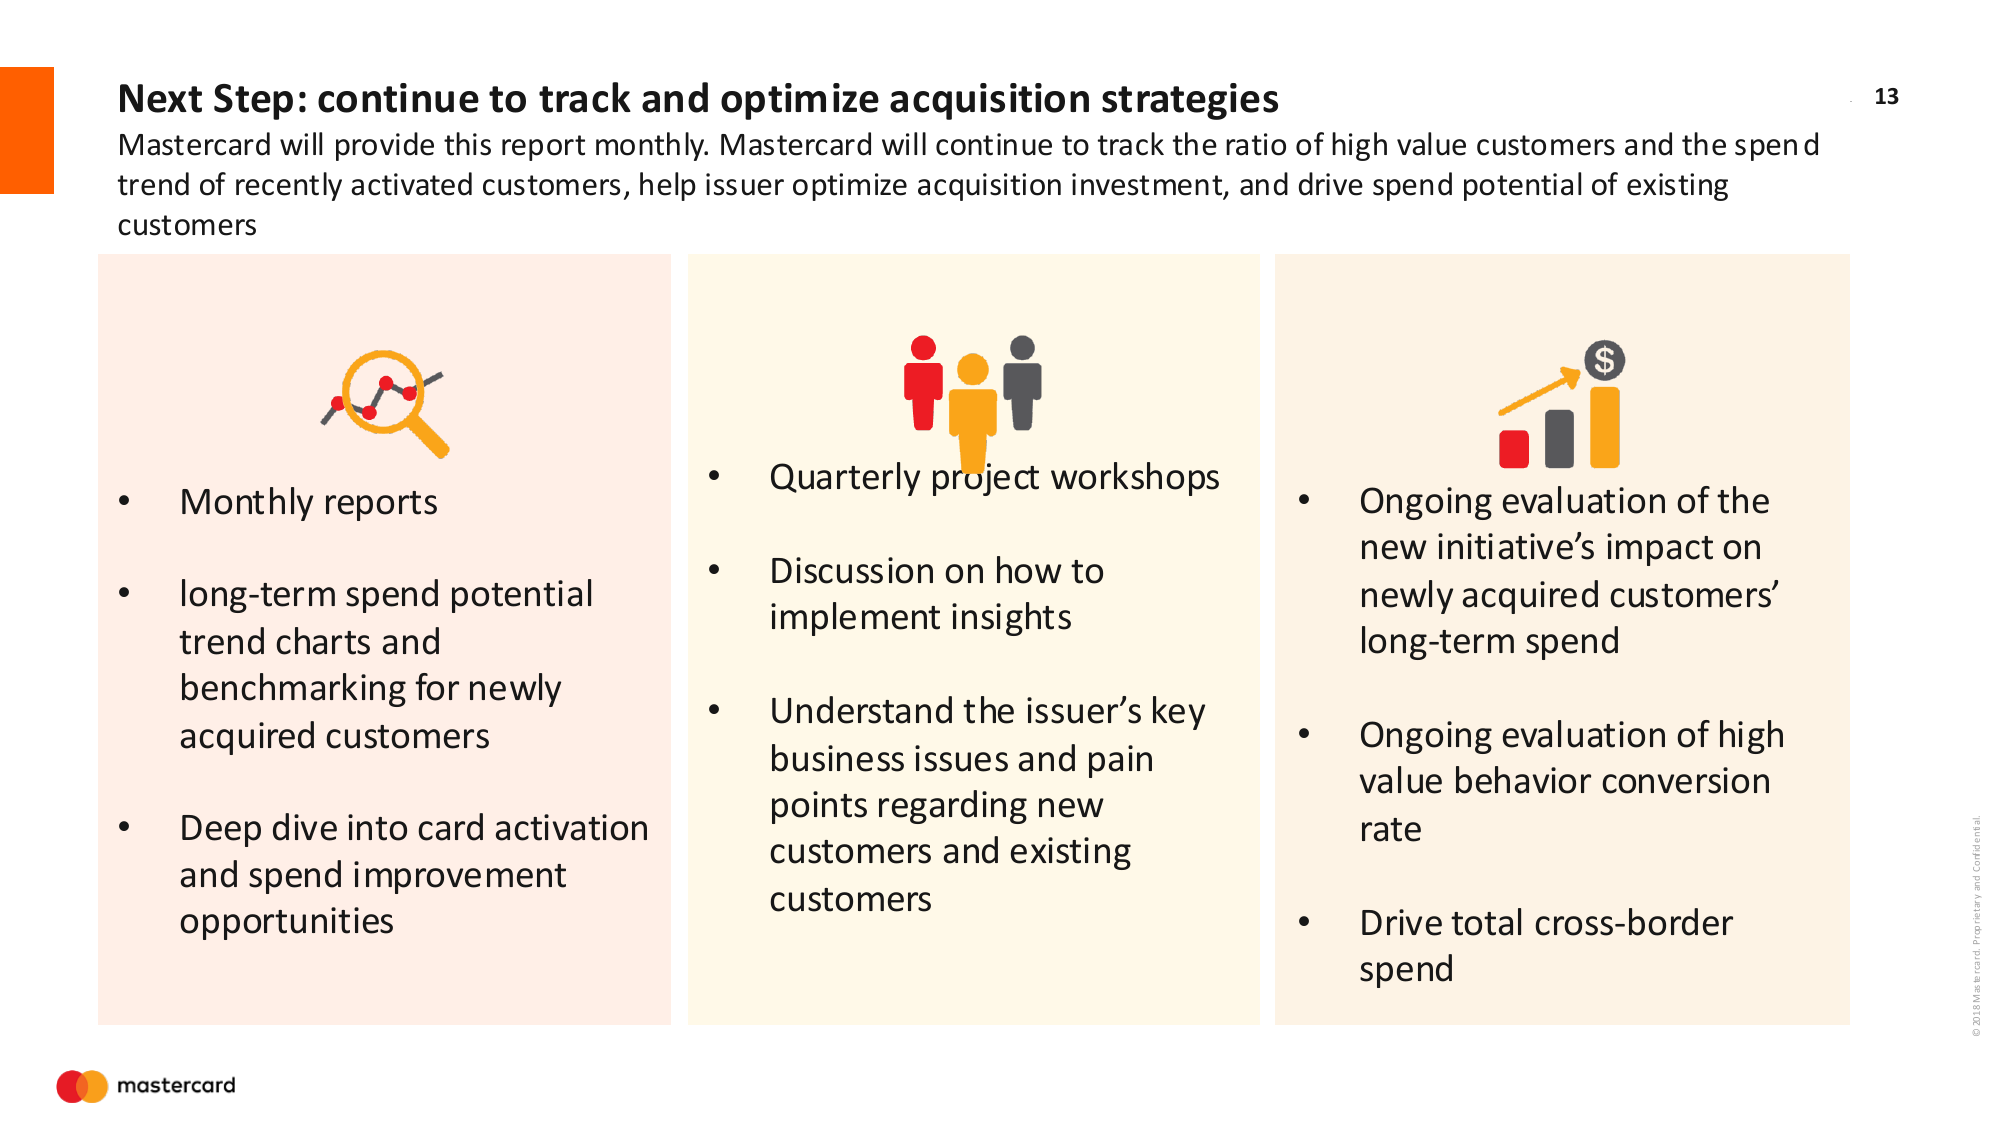 Next Step: continue to track and optimize acquisition strategies
13
Mastercard will provide this report monthly. Mastercard will continue to track the ratio of high value customers and the spend
trend of recently activated customers, help issuer optimize acquisition investment, and drive spend potential of existing
customers
• Monthly reports
• long-term spend potential
trend charts and
benchmarking for newly
acquired customers
• Deep dive into card activation
and spend improvement
opportunities
• Quarterly project workshops
• Discussion on how to
implement insights
• Understand the issuer’s key
business issues and pain
points regarding new
customers and existing
customers
$
• Ongoing evaluation of the
new initiative’s impact on
newly acquired customers’
long-term spend
• Ongoing evaluation of high
value behavior conversion
rate
• Drive total cross-border
spend
©2018 Mastercard. Proprietary and Confidential.
mastercard